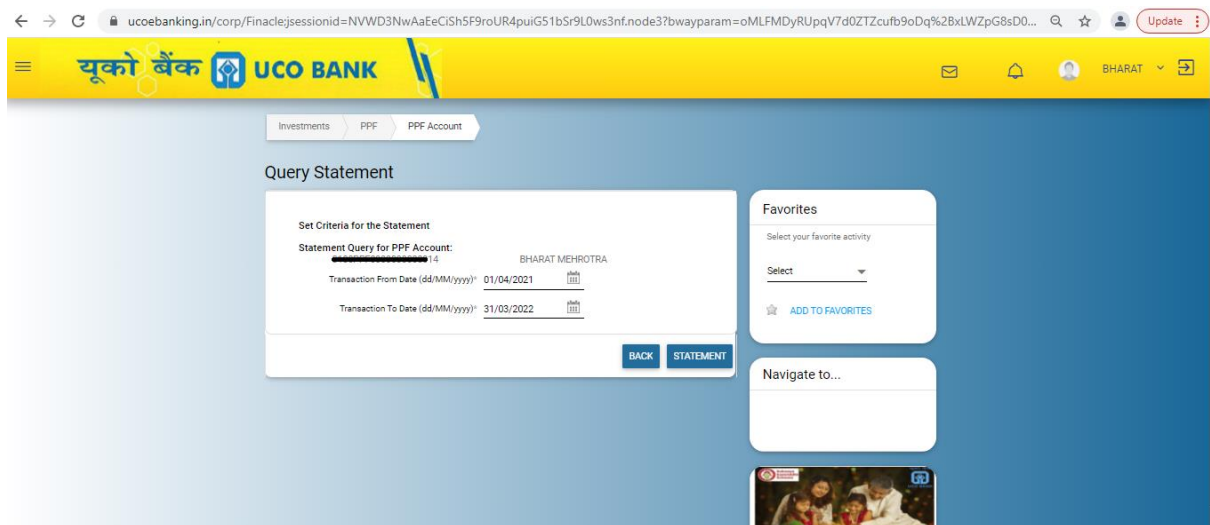 ucoebanking.in/corp/Finacle;jsessionid=NVWD3NwAaEeCiSh5F9roUR4puiG51bSr9L0ws3nf.node3?bwayparam=oMLFMDyRUpqV7d0ZTZcufb9oDq%2BxLWZpG8sD0... Update
यूको बैंक UCO BANK
BHARAT
Investments PPF PPF Account
Query Statement
Set Criteria for the Statement
Statement Query for PPF Account:
14 BHARAT MEHROTRA
Transaction From Date (dd/MM/yyyy)* 01/04/2021
Transaction To Date (dd/MM/yyyy)* 31/03/2022
BACK STATEMENT
Favorites
Select your favorite activity
Select
ADD TO FAVORITES
Navigate to...